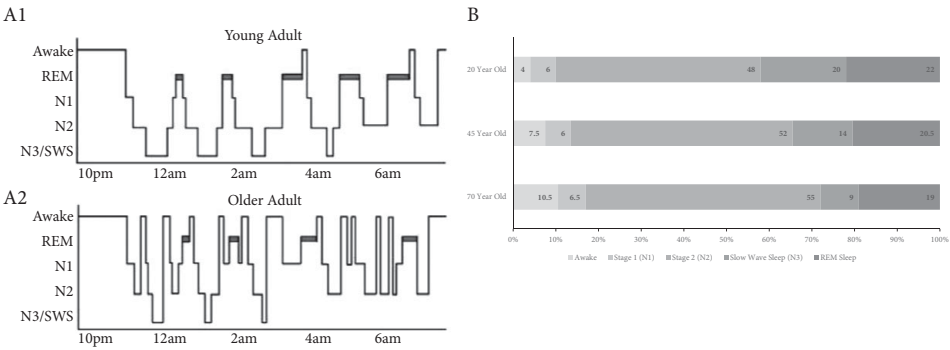 A1
Young Adult
Awake
REM
N1
N2
N3/SWS
10pm 12am 2am 4am 6am
A2
Older Adult
Awake
REM
N1
N2
N3/SWS
10pm 12am 2am 4am 6am
B
20 Year Old 4 6 48 20 22
45 Year Old 7.5 6 52 14 20.5
70 Year Old 10.5 6.5 55 9 19
0% 10% 20% 30% 40% 50% 60% 70% 80% 90% 100%
Awake Stage 1 (N1) Stage 2 (N2) Slow Wave Sleep (N3) REM Sleep